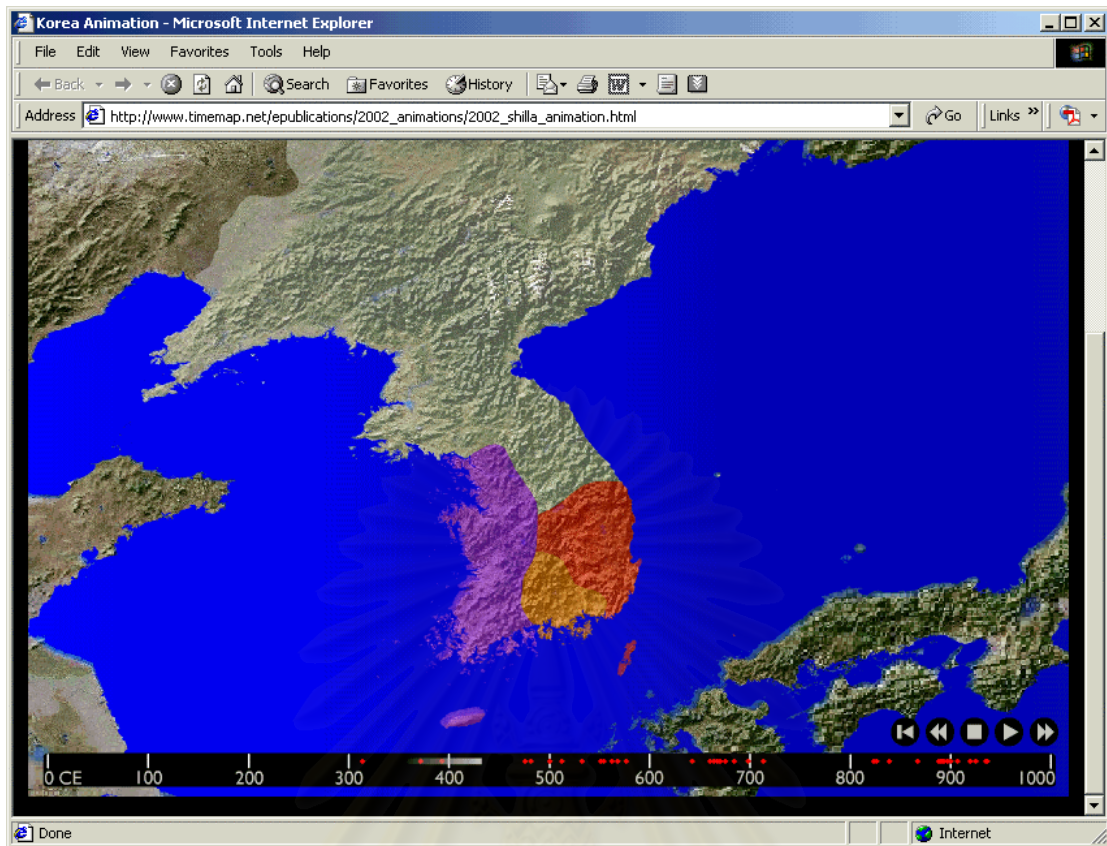 Korea Animation - Microsoft Internet Explorer
File Edit View Favorites Tools Help
Back Search Favorites History
Address http://www.timemap.net/epublications/2002_animations/2002_shilla_animation.html Go Links »
0 CE 100 200 300 400 500 600 700 800 900 1000
Done Internet